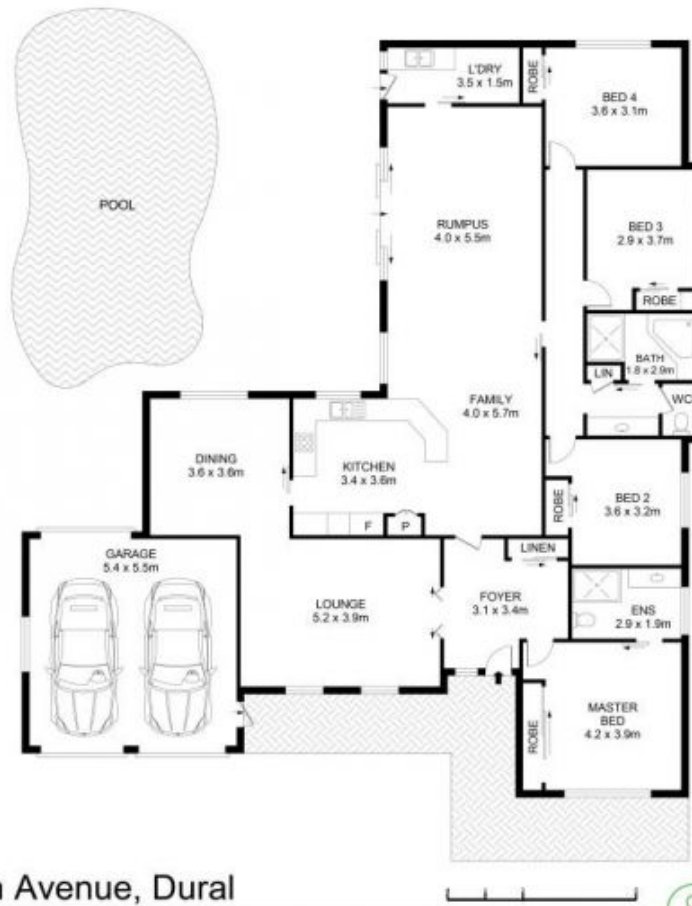 L'DRY
3.5 x 1.5m
ROBE
BED 4
3.6 x 3.1m
POOL
RUMPUS
4.0 x 5.5m
BED 3
2.9 x 3.7m
ROBE
BATH
1.8 x 2.9m
LIN
WC
FAMILY
4.0 x 5.7m
DINING
3.6 x 3.6m
KITCHEN
3.4 x 3.6m
F
P
ROBE
BED 2
3.6 x 3.2m
GARAGE
5.4 x 5.5m
LINEN
LOUNGE
5.2 x 3.9m
FOYER
3.1 x 3.4m
ENS
2.9 x 1.9m
ROBE
MASTER
BED
4.2 x 3.9m
Avenue, Dural